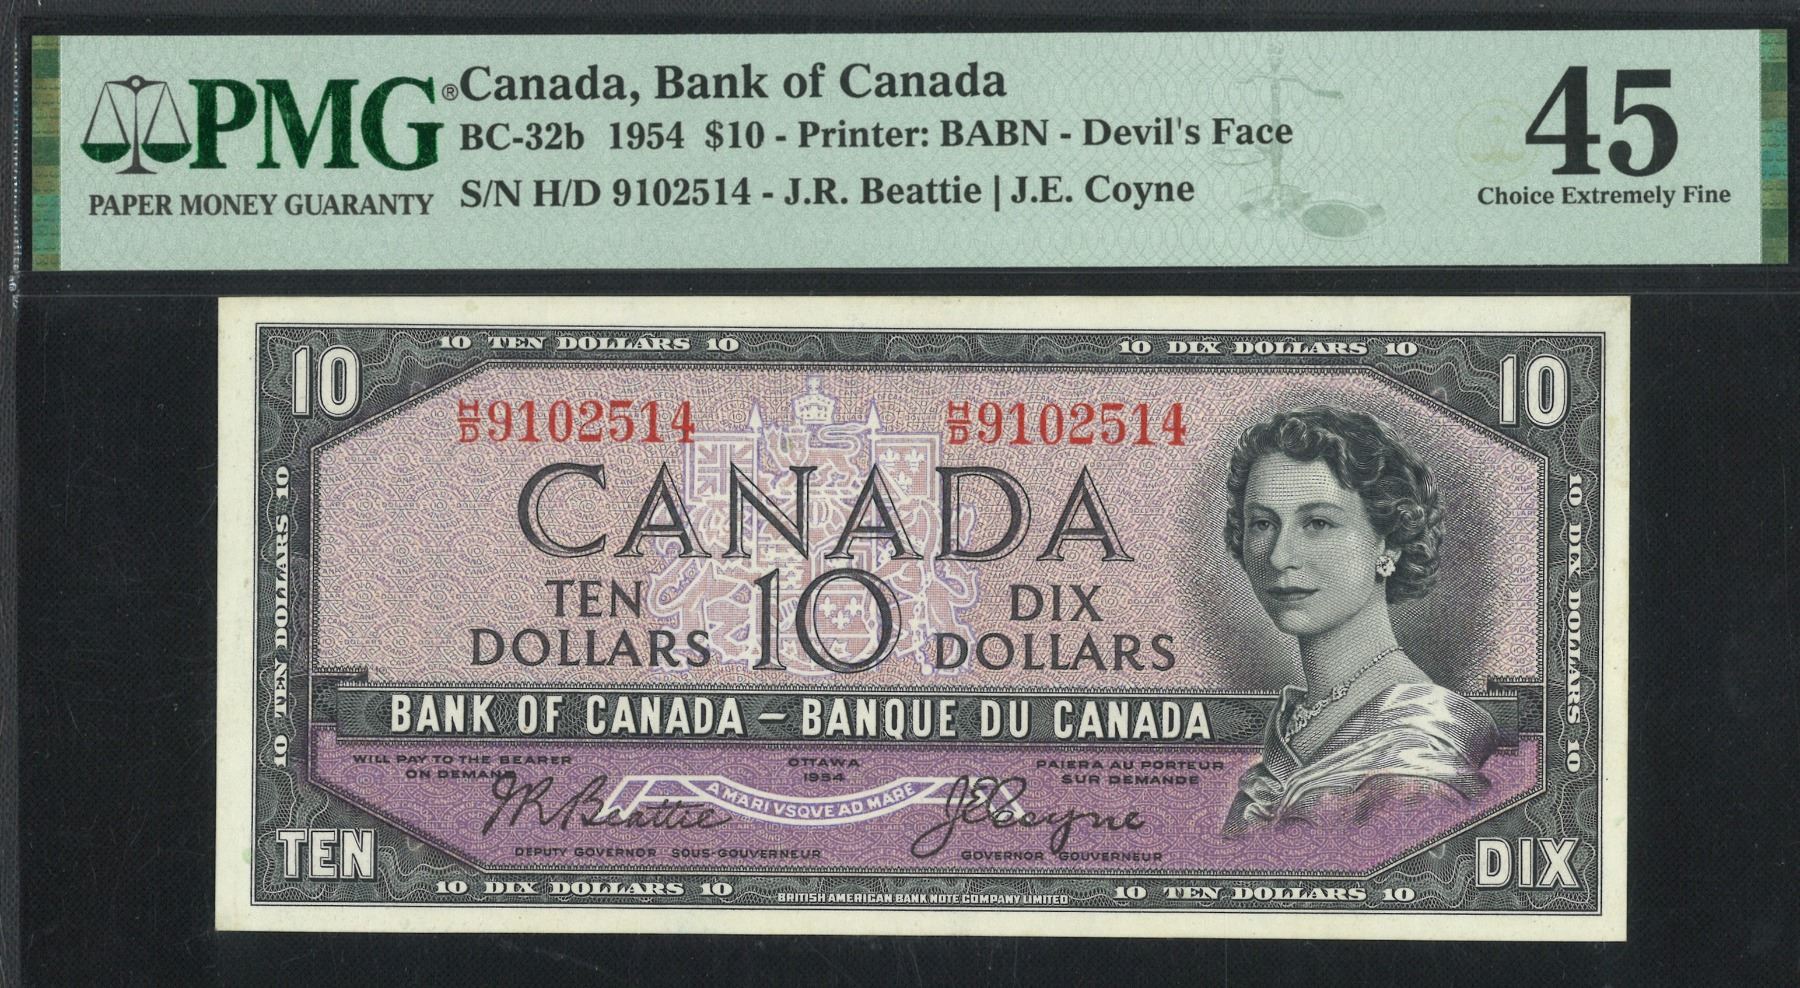 PMG®
PAPER MONEY GUARANTY
Canada, Bank of Canada
BC-32b 1954 $10 - Printer: BABN - Devil's Face
S/N H/D 9102514 - J.R. Beattie | J.E. Coyne
45
Choice Extremely Fine
10 TEN DOLLARS 10
10 DIX DOLLARS 10
10
10
H/D 9102514
H/D 9102514
CANADA
TEN DOLLARS
10
DIX DOLLARS
10 TEN DOLLARS 10
10 DIX DOLLARS 10
BANK OF CANADA – BANQUE DU CANADA
WILL PAY TO THE BEARER
ON DEMAND
OTTAWA
1954
PAIERA AU PORTEUR
SUR DEMANDE
A MARI VSQVE AD MARE
JR Beattie
J E Coyne
DEPUTY GOVERNOR SOUS-GOUVERNEUR
GOVERNOR GOUVERNEUR
TEN
DIX
10 DIX DOLLARS 10
BRITISH AMERICAN BANK NOTE COMPANY LIMITED
10 TEN DOLLARS 10